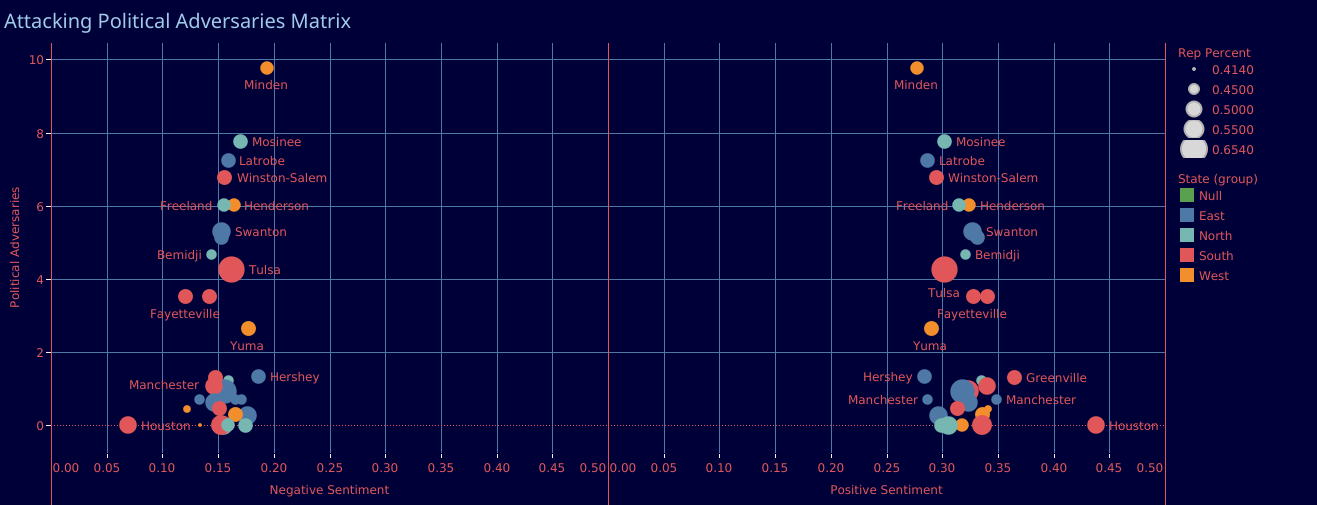 Attacking Political Adversaries Matrix
Rep Percent
0.4140
0.4500
0.5000
0.5500
0.6540
State (group)
Null
East
North
South
West
Political Adversaries
10
8
6
4
2
0
Minden
Mosinee
Latrobe
Winston-Salem
Freeland
Henderson
Swanton
Bemidji
Tulsa
Fayetteville
Yuma
Hershey
Manchester
Houston
0.00 0.05 0.10 0.15 0.20 0.25 0.30 0.35 0.40 0.45 0.50
Negative Sentiment
Minden
Mosinee
Latrobe
Winston-Salem
Freeland
Henderson
Swanton
Bemidji
Tulsa
Fayetteville
Yuma
Hershey
Greenville
Manchester
Manchester
Houston
0.00 0.05 0.10 0.15 0.20 0.25 0.30 0.35 0.40 0.45 0.50
Positive Sentiment